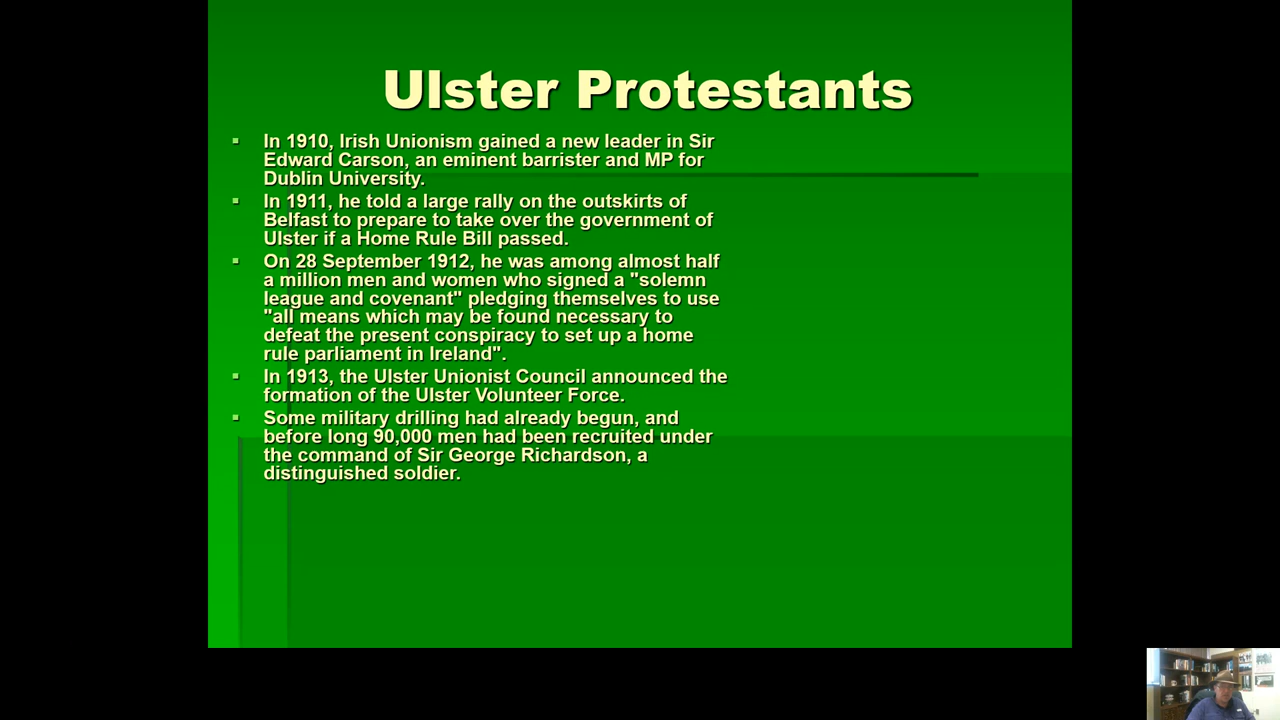 Ulster Protestants
▪ In 1910, Irish Unionism gained a new leader in Sir
Edward Carson, an eminent barrister and MP for
Dublin University.
▪ In 1911, he told a large rally on the outskirts of
Belfast to prepare to take over the government of
Ulster if a Home Rule Bill passed.
▪ On 28 September 1912, he was among almost half
a million men and women who signed a "solemn
league and covenant" pledging themselves to use
"all means which may be found necessary to
defeat the present conspiracy to set up a home
rule parliament in Ireland".
▪ In 1913, the Ulster Unionist Council announced the
formation of the Ulster Volunteer Force.
▪ Some military drilling had already begun, and
before long 90,000 men had been recruited under
the command of Sir George Richardson, a
distinguished soldier.